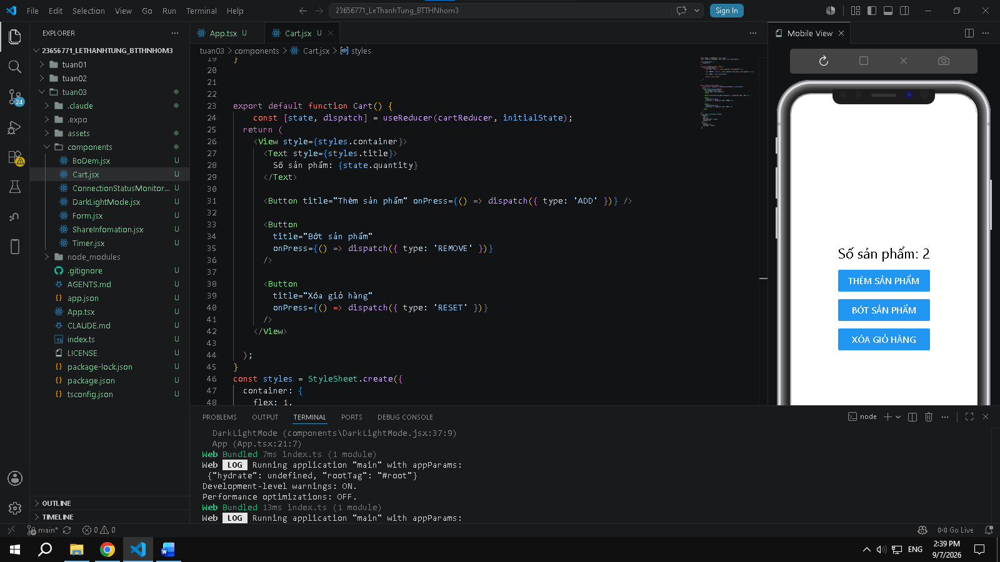 File Edit Selection View Go Run Terminal Help
23656771_LeThanhTung_BTTHNhom3
Sign In
EXPLORER
23656771_LETHANHTUNG_BTTHNHOM3
tuan01
tuan02
tuan03
.claude
.expo
assets
components
BoDem.jsx U
Cart.jsx U
ConnectionStatusMonitor... U
DarkLightMode.jsx U
Form.jsx U
ShareInfomation.jsx U
Timer.jsx U
node_modules
.gitignore U
AGENTS.md U
app.json U
App.tsx U
CLAUDE.md U
index.ts U
LICENSE U
package-lock.json U
package.json U
tsconfig.json U
OUTLINE
TIMELINE
24
App.tsx U
Cart.jsx U
tuan03 > components > Cart.jsx > styles
19 }
20
21
22
23 export default function Cart() {
24 const [state, dispatch] = useReducer(cartReducer, initialState);
25 return (
26 <View style={styles.container}>
27 <Text style={styles.title}>
28 Số sản phẩm: {state.quantity}
29 </Text>
30
31 <Button title="Thêm sản phẩm" onPress={() => dispatch({ type: 'ADD' })} />
32
33 <Button
34 title="Bớt sản phẩm"
35 onPress={() => dispatch({ type: 'REMOVE' })}
36 />
37
38 <Button
39 title="Xóa giỏ hàng"
40 onPress={() => dispatch({ type: 'RESET' })}
41 />
42 </View>
43
44 );
45 }
46 const styles = StyleSheet.create({
47 container: {
48 flex: 1,
Mobile View
Số sản phẩm: 2
THÊM SẢN PHẨM
BỚT SẢN PHẨM
XÓA GIỎ HÀNG
PROBLEMS OUTPUT TERMINAL PORTS DEBUG CONSOLE
node
DarkLightMode (components\DarkLightMode.jsx:37:9)
App (App.tsx:21:7)
Web Bundled 7ms index.ts (1 module)
Web LOG Running application "main" with appParams:
{"hydrate": undefined, "rootTag": "#root"}
Development-level warnings: ON.
Performance optimizations: OFF.
Web Bundled 13ms index.ts (1 module)
Web LOG Running application "main" with appParams:
main* 0 0
Go Live
ENG
2:39 PM
9/7/2026